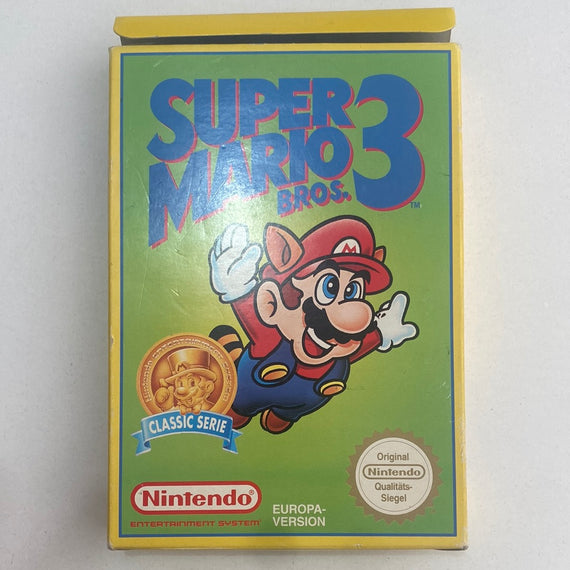 SUPER
MARIO 3
BROS.
TM
M
CLASSIC SERIE
Nintendo
ENTERTAINMENT SYSTEM
EUROPA-
VERSION
Original
Nintendo
Qualitäts-
Siegel